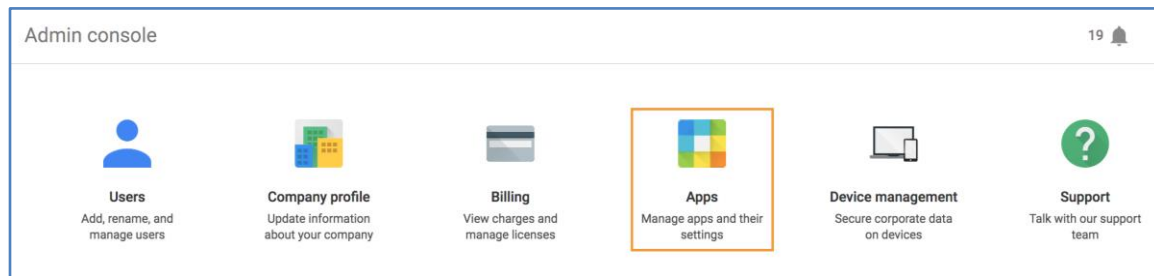 Admin console
19
Users
Add, rename, and
manage users
Company profile
Update information
about your company
Billing
View charges and
manage licenses
Apps
Manage apps and their
settings
Device management
Secure corporate data
on devices
?
Support
Talk with our support
team